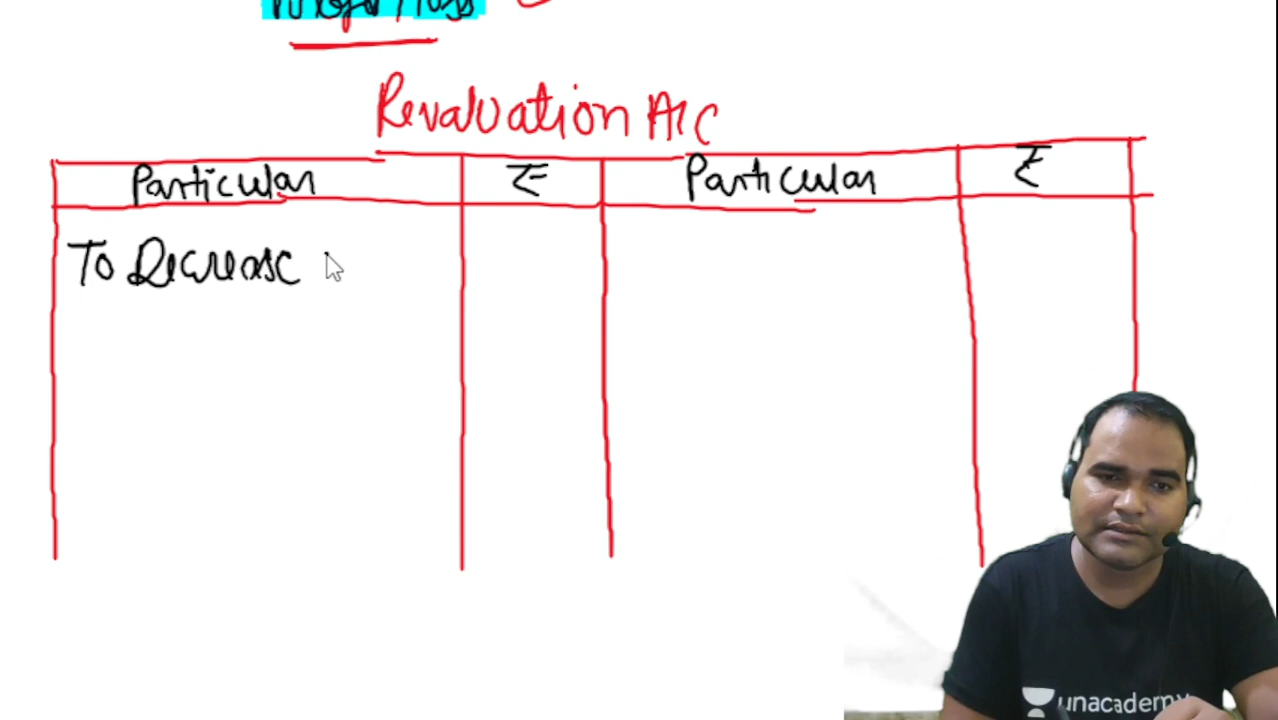 Revaluation A/C
Particular ₹ Particular ₹
To Decrease
unacademy